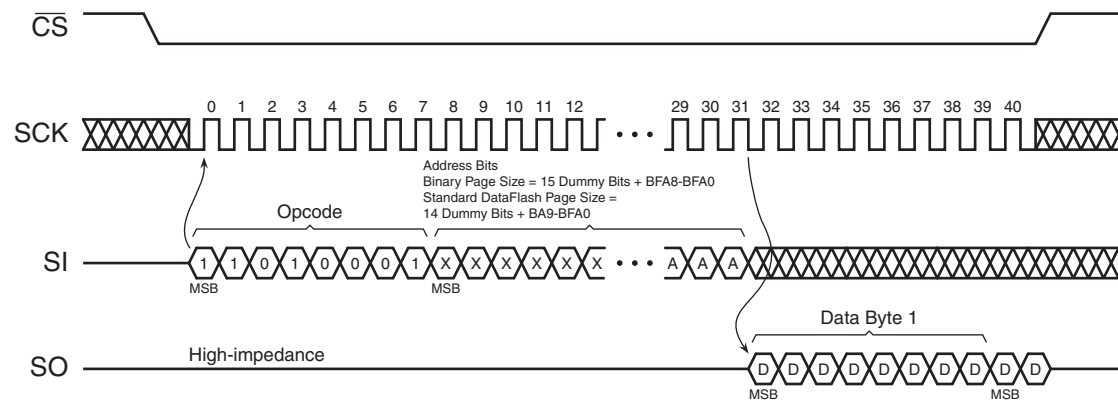 CS
0 1 2 3 4 5 6 7 8 9 10 11 12 29 30 31 32 33 34 35 36 37 38 39 40
SCK
Address Bits
Binary Page Size = 15 Dummy Bits + BFA8-BFA0
Standard DataFlash Page Size =
14 Dummy Bits + BA9-BFA0
Opcode
SI
1 1 0 1 0 0 0 1 X X X X X X • • • A A A
MSB MSB
Data Byte 1
High-impedance
SO
D D D D D D D D D D
MSB MSB